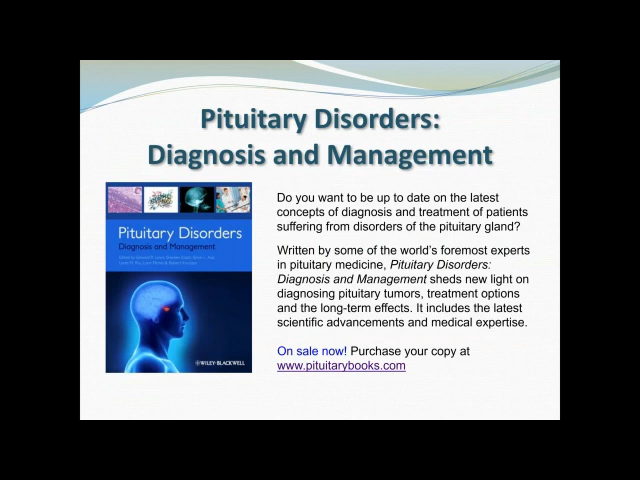 Pituitary Disorders:
Diagnosis and Management
Pituitary Disorders
Diagnosis and Management
WILEY-BLACKWELL
Do you want to be up to date on the latest
concepts of diagnosis and treatment of patients
suffering from disorders of the pituitary gland?
Written by some of the world’s foremost experts
in pituitary medicine, Pituitary Disorders:
Diagnosis and Management sheds new light on
diagnosing pituitary tumors, treatment options
and the long-term effects. It includes the latest
scientific advancements and medical expertise.
On sale now! Purchase your copy at
www.pituitarybooks.com